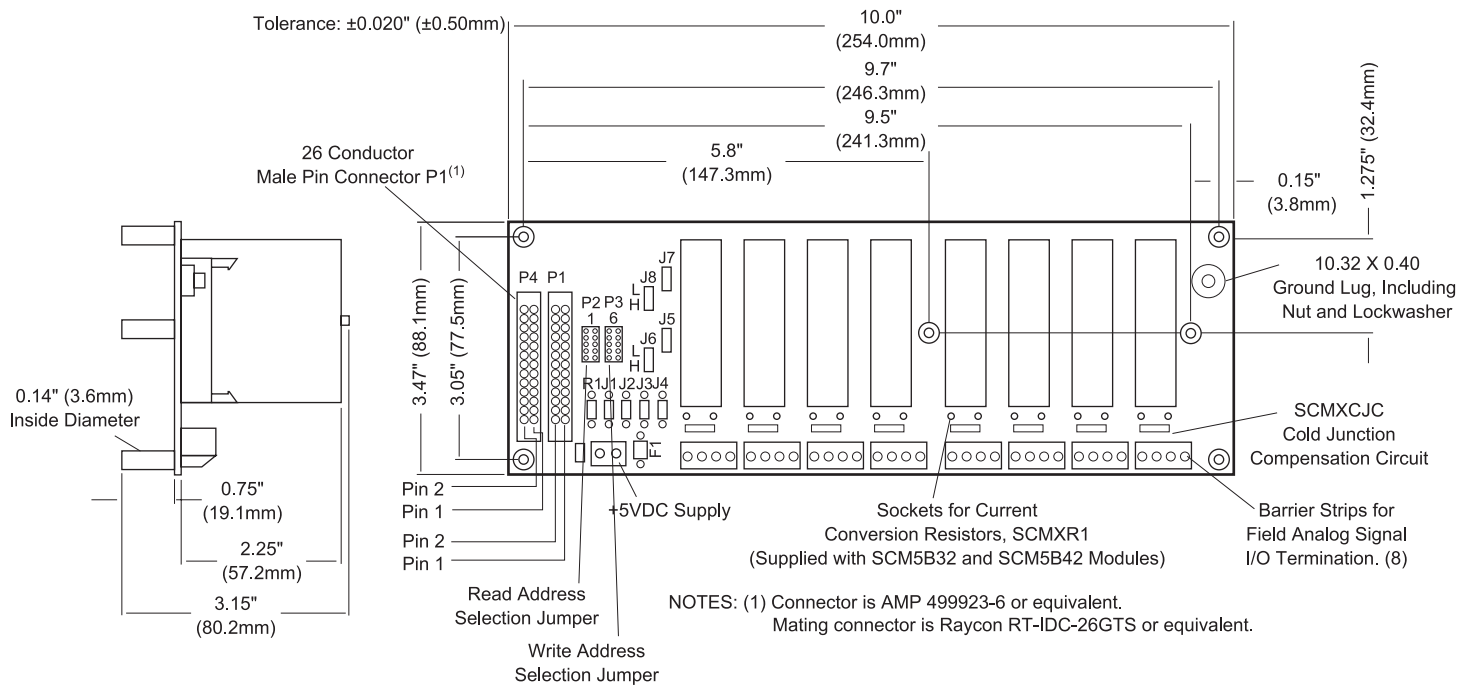 Tolerance: ±0.020" (±0.50mm)
10.0"
(254.0mm)
9.7"
(246.3mm)
9.5"
(241.3mm)
5.8"
(147.3mm)
1.275" (32.4mm)
0.15"
(3.8mm)
26 Conductor
Male Pin Connector P1(1)
10.32 X 0.40
Ground Lug, Including
Nut and Lockwasher
3.47" (88.1mm)
3.05" (77.5mm)
P4 P1
P2 P3
1 6
J7
J8
L
H
J5
J6
L
H
R1 J1 J2 J3 J4
F1
0.14" (3.6mm)
Inside Diameter
0.75"
(19.1mm)
2.25"
(57.2mm)
3.15"
(80.2mm)
Pin 2
Pin 1
Pin 2
Pin 1
+5VDC Supply
Read Address
Selection Jumper
Write Address
Selection Jumper
Sockets for Current
Conversion Resistors, SCMXR1
(Supplied with SCM5B32 and SCM5B42 Modules)
SCMXCJC
Cold Junction
Compensation Circuit
Barrier Strips for
Field Analog Signal
I/O Termination. (8)
NOTES: (1) Connector is AMP 499923-6 or equivalent.
Mating connector is Raycon RT-IDC-26GTS or equivalent.